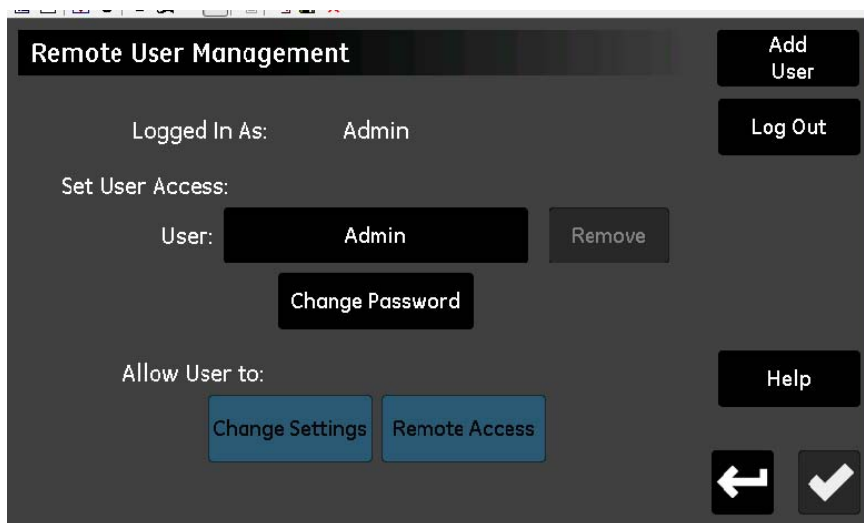 Remote User Management
Add
User
Logged In As: Admin
Log Out
Set User Access:
User: Admin Remove
Change Password
Allow User to:
Help
Change Settings Remote Access